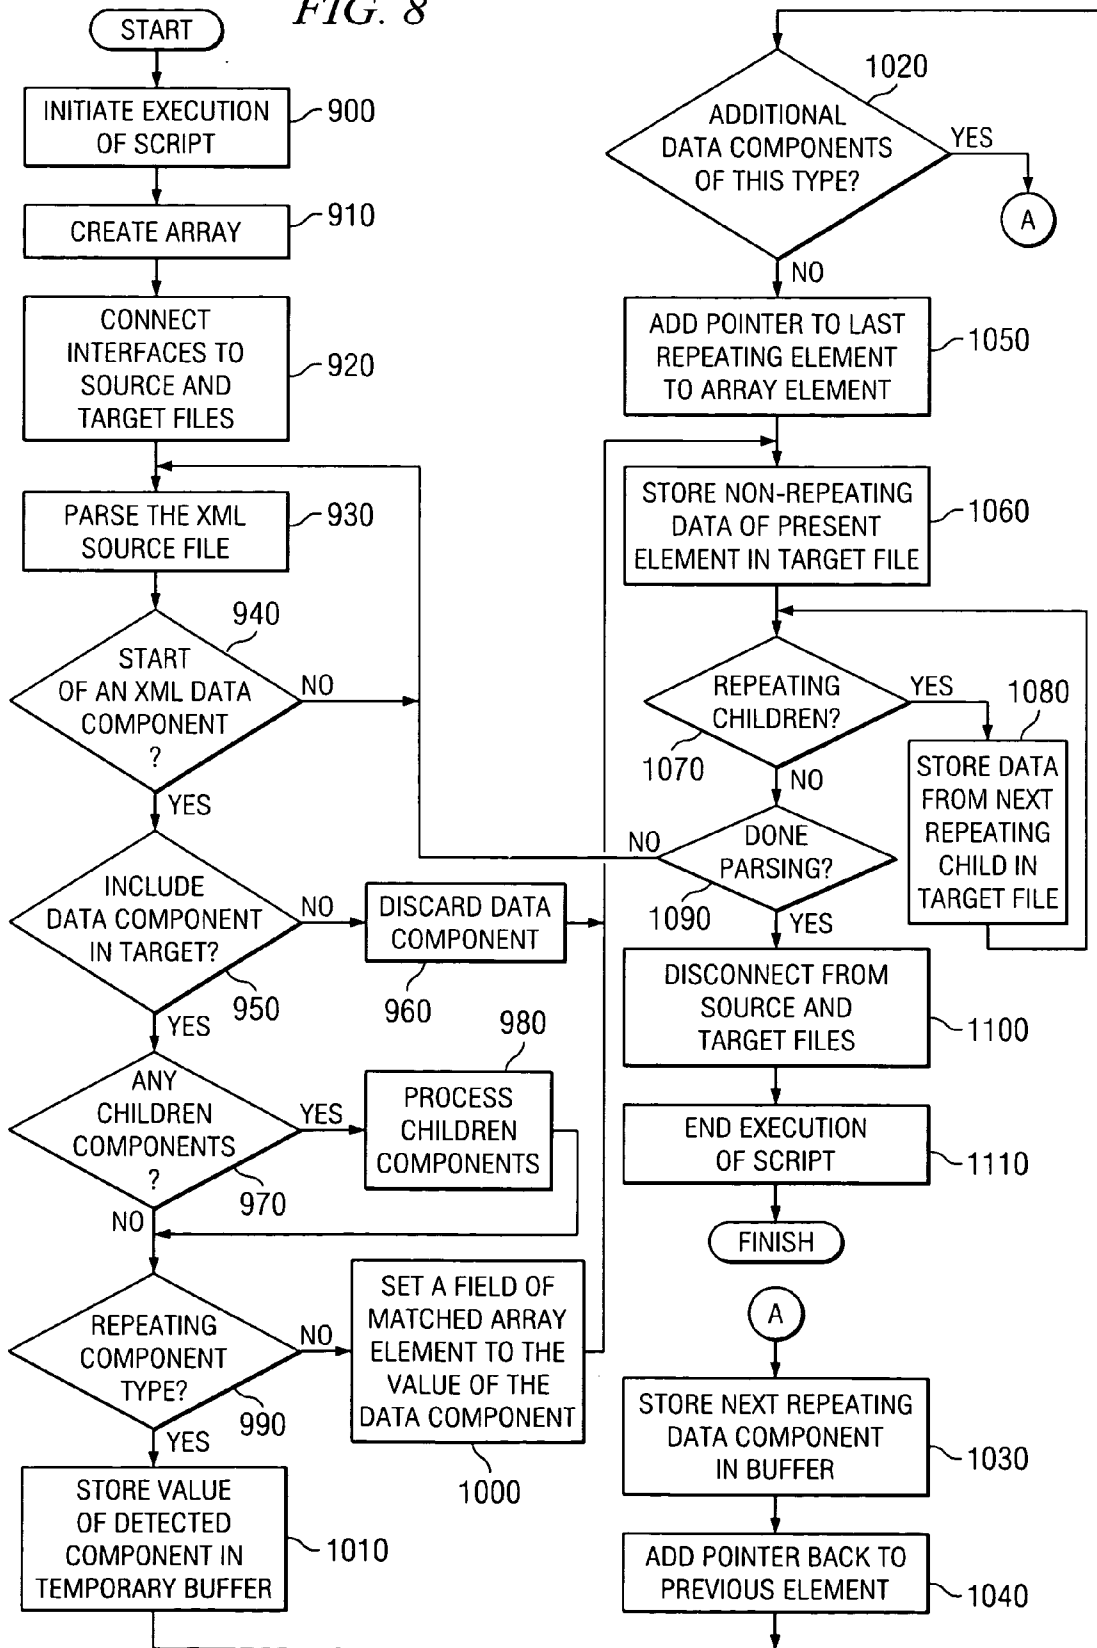 FIG. 8
START
INITIATE EXECUTION
OF SCRIPT
900
CREATE ARRAY
910
CONNECT
INTERFACES TO
SOURCE AND
TARGET FILES
920
PARSE THE XML
SOURCE FILE
930
START
OF AN XML DATA
COMPONENT
?
940
NO
YES
INCLUDE
DATA COMPONENT
IN TARGET?
950
NO
DISCARD DATA
COMPONENT
960
YES
ANY
CHILDREN
COMPONENTS
?
970
YES
PROCESS
CHILDREN
COMPONENTS
980
NO
REPEATING
COMPONENT
TYPE?
990
NO
SET A FIELD OF
MATCHED ARRAY
ELEMENT TO THE
VALUE OF THE
DATA COMPONENT
1000
YES
STORE VALUE
OF DETECTED
COMPONENT IN
TEMPORARY BUFFER
1010
ADDITIONAL
DATA COMPONENTS
OF THIS TYPE?
1020
YES
A
NO
ADD POINTER TO LAST
REPEATING ELEMENT
TO ARRAY ELEMENT
1050
STORE NON-REPEATING
DATA OF PRESENT
ELEMENT IN TARGET FILE
1060
REPEATING
CHILDREN?
1070
YES
1080
STORE DATA
FROM NEXT
REPEATING
CHILD IN
TARGET FILE
NO
DONE
PARSING?
1090
NO
YES
DISCONNECT FROM
SOURCE AND
TARGET FILES
1100
END EXECUTION
OF SCRIPT
1110
FINISH
A
STORE NEXT REPEATING
DATA COMPONENT
IN BUFFER
1030
ADD POINTER BACK TO
PREVIOUS ELEMENT
1040